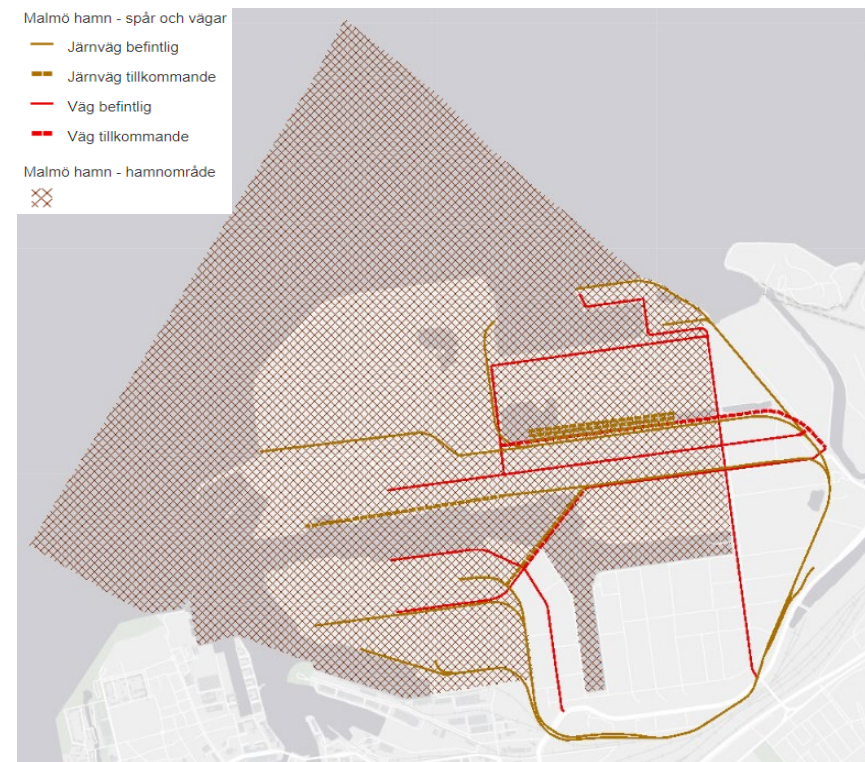 Malmö hamn - spår och vägar
Järnväg befintlig
Järnväg tillkommande
Väg befintlig
Väg tillkommande
Malmö hamn - hamnområde